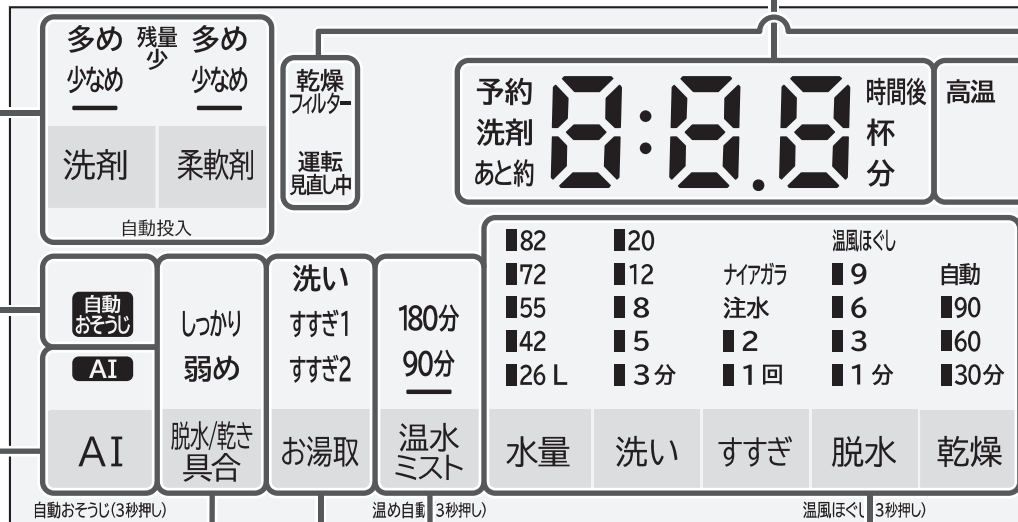 多め 残量少 多め
少なめ 少なめ
洗剤 柔軟剤
自動投入
乾燥
フィルター
運転
見直し中
予約
洗剤
あと約
8:8.8
時間後
杯
分
高温
自動
おそうじ
AI
AI
しっかり
弱め
脱水/乾き
具合
洗い
すすぎ1
すすぎ2
お湯取
180分
90分
温水
ミスト
82
72
55
42
26 L
水量
20
12
8
5
3分
洗い
ナイアガラ
注水
2
1回
すすぎ
温風ほぐし
9
6
3
1分
脱水
自動
90
60
30分
乾燥
自動おそうじ(3秒押し)
温め自動 3秒押し)
温風ほぐし 3秒押し)